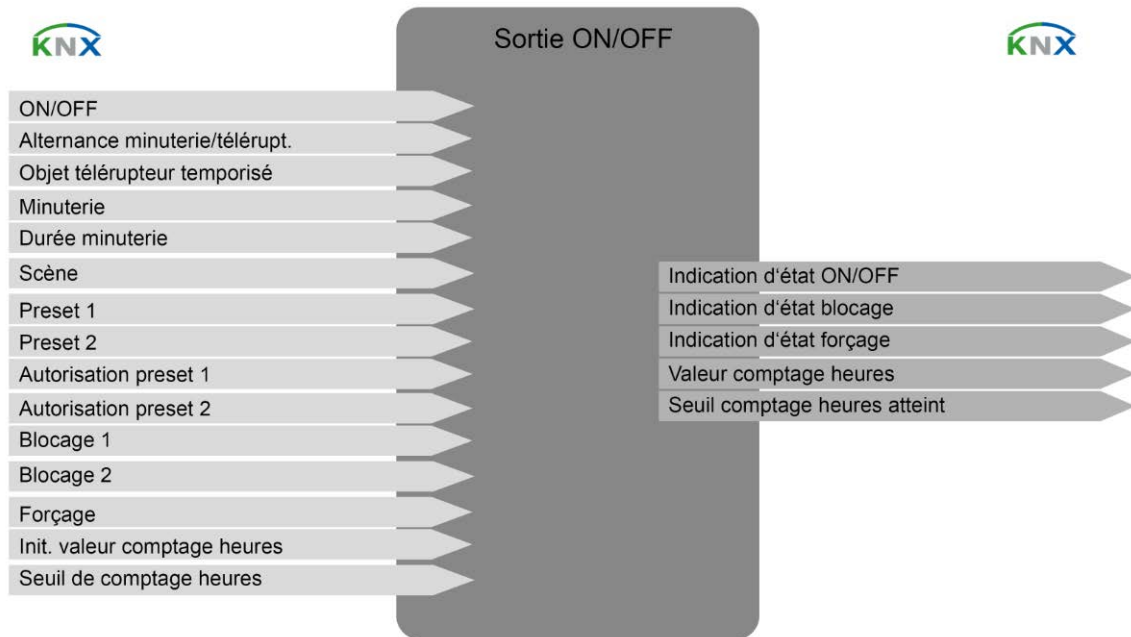 KNX
Sortie ON/OFF
KNX
ON/OFF
Alternance minuterie/télérupt.
Objet télérupteur temporisé
Minuterie
Durée minuterie
Scène
Preset 1
Preset 2
Autorisation preset 1
Autorisation preset 2
Blocage 1
Blocage 2
Forçage
Init. valeur comptage heures
Seuil de comptage heures
Indication d‘état ON/OFF
Indication d‘état blocage
Indication d‘état forçage
Valeur comptage heures
Seuil comptage heures atteint